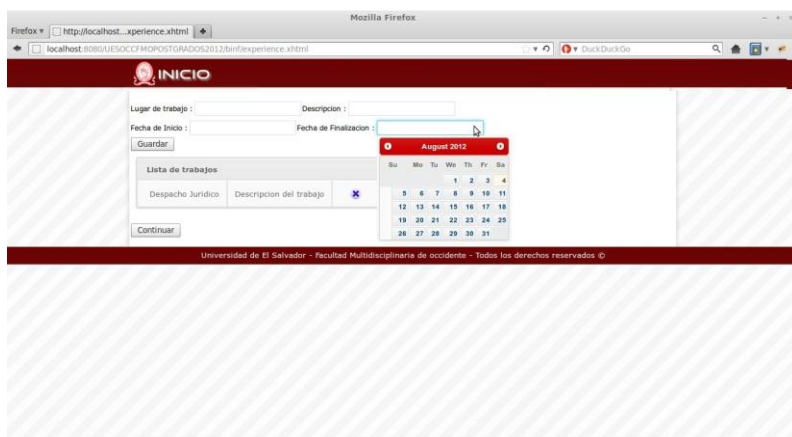 Mozilla Firefox
Firefox http://localhost...xperience.xhtml
localhost:8080/UESOCCFMOPOSTGRADOS2012/binf/experience.xhtml DuckDuckGo
INICIO
Lugar de trabajo : Descripcion :
Fecha de Inicio : Fecha de Finalizacion :
Guardar
August 2012
Su Mo Tu We Th Fr Sa
1 2 3 4
5 6 7 8 9 10 11
12 13 14 15 16 17 18
19 20 21 22 23 24 25
26 27 28 29 30 31
Lista de trabajos
Despacho Juridico Descripcion del trabajo
Continuar
Universidad de El Salvador - Facultad Multidisciplinaria de occidente - Todos los derechos reservados ©